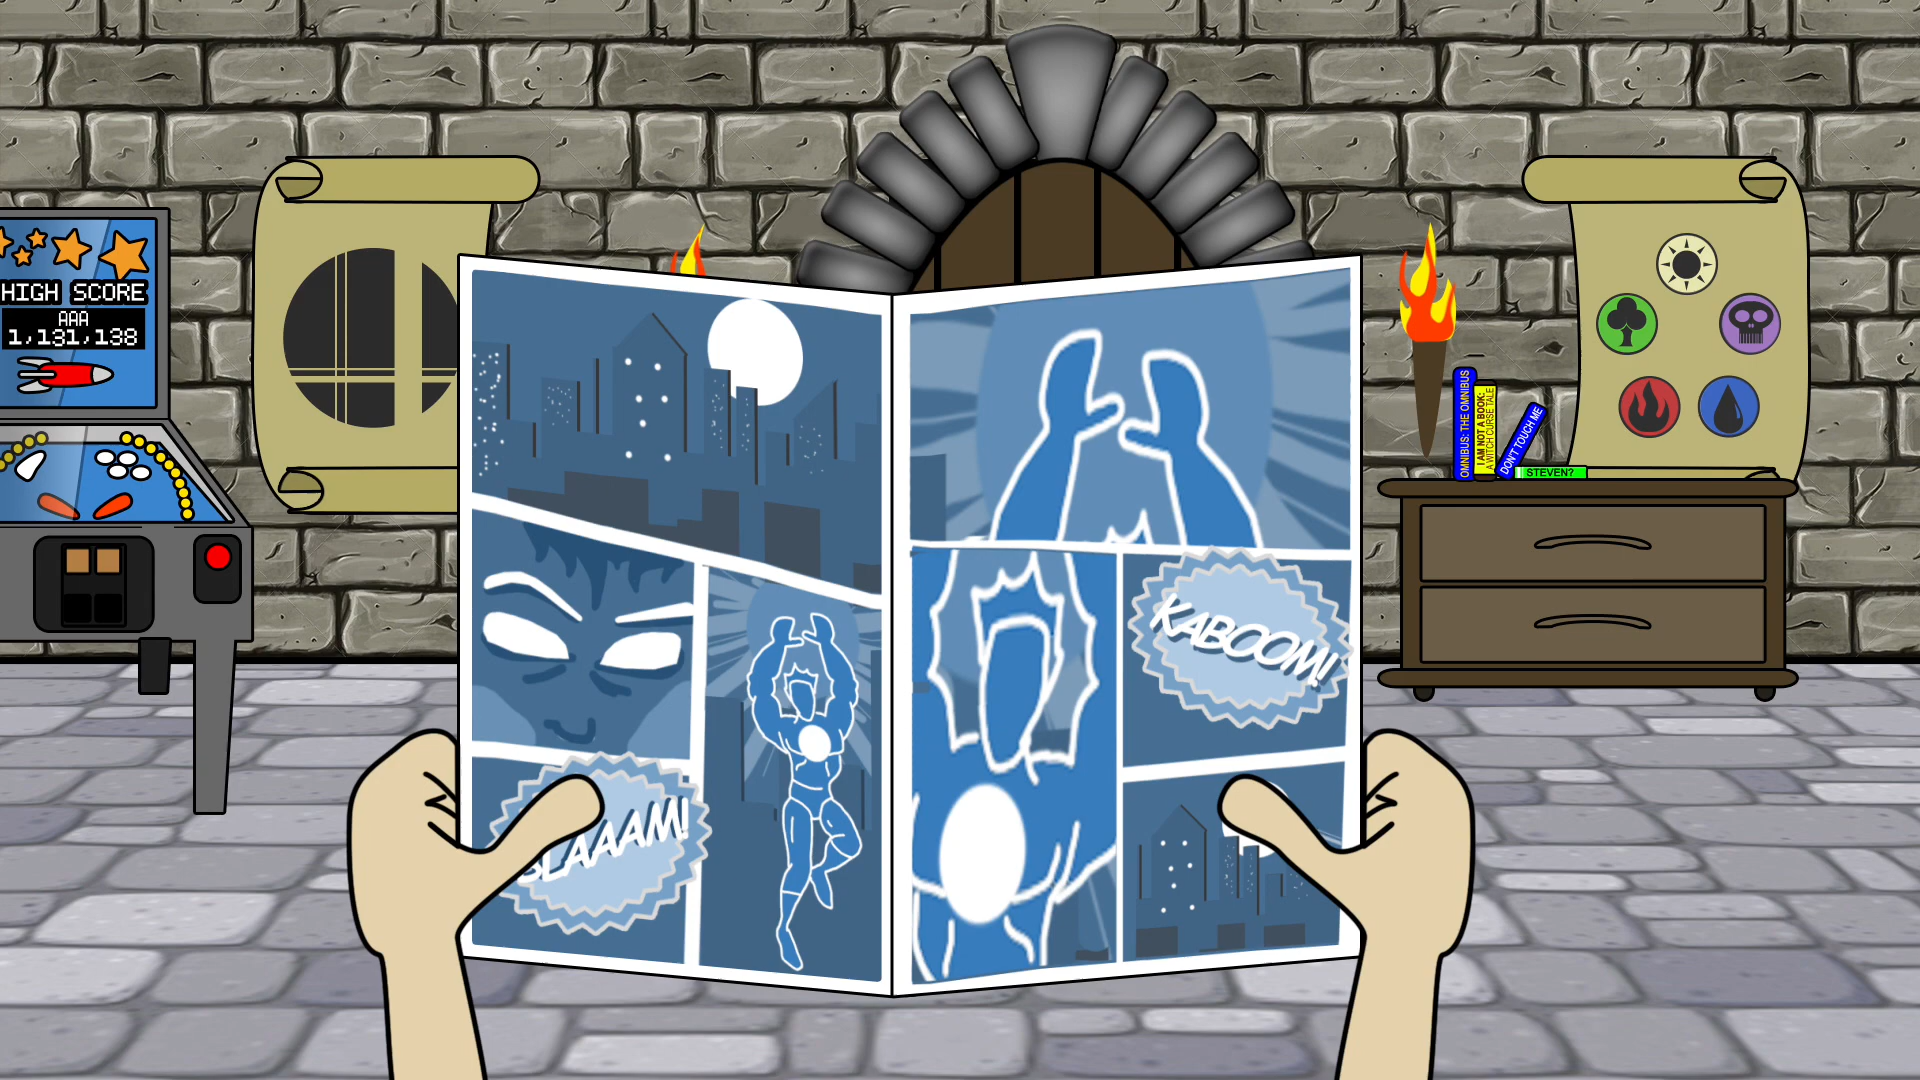 HIGH SCORE
AAA
1,131,138
OMNIBUS: THE OMNIBUS
I AM NOT A BOOK:
A WITCH CURSE TALE
DON'T TOUCH ME
STEVEN?
KABOOM!
BLAAAM!